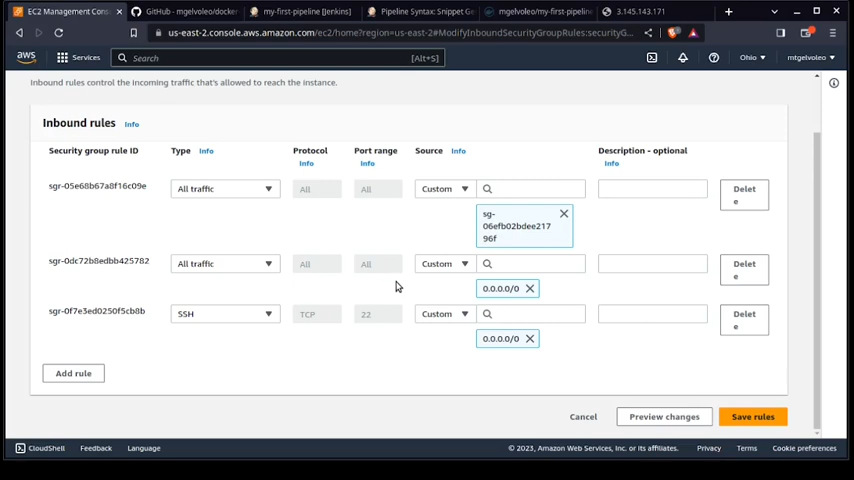 EC2 Management Cons
GitHub - mgelvoleo/docker
my-first-pipeline [Jenkins]
Pipeline Syntax: Snippet Ge
mgelvoleo/my-first-pipeline
3.145.143.171
us-east-2.console.aws.amazon.com/ec2/home?region=us-east-2#ModifyInboundSecurityGroupRules:securityG...
aws
Services
Search
[Alt+S]
Ohio
mtgelvoleo
Inbound rules control the incoming traffic that's allowed to reach the instance.
Inbound rules Info
Security group rule ID
Type Info
Protocol
Info
Port range
Info
Source Info
Description - optional
Info
sgr-05e68b67a8f16c09e
All traffic
All
All
Custom
Delet
e
sg-
06efb02bdee217
96f
sgr-0dc72b8edbb425782
All traffic
All
All
Custom
Delet
e
0.0.0.0/0
sgr-0f7e3ed0250f5cb8b
SSH
TCP
22
Custom
Delet
e
0.0.0.0/0
Add rule
Cancel
Preview changes
Save rules
CloudShell
Feedback
Language
© 2023, Amazon Web Services, Inc. or its affiliates.
Privacy
Terms
Cookie preferences